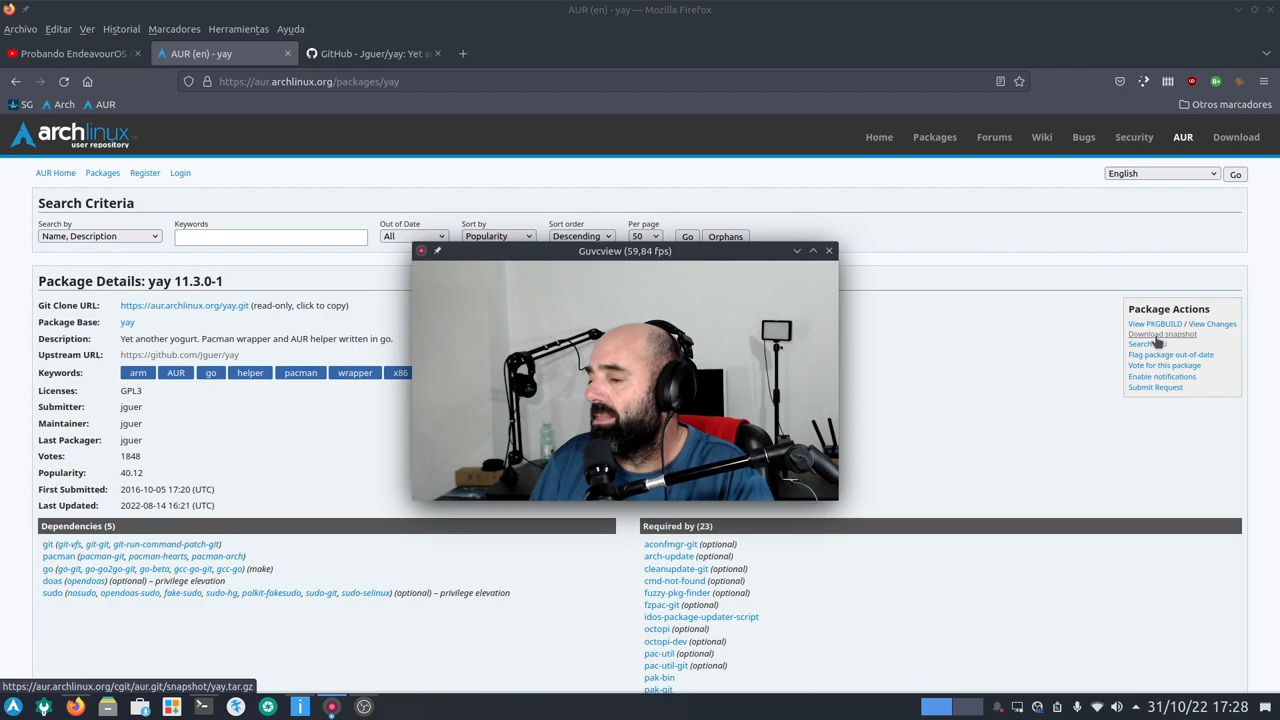 AUR (en) - yay — Mozilla Firefox
Archivo Editar Ver Historial Marcadores Herramientas Ayuda
Probando EndeavourOS
AUR (en) - yay
GitHub - Jguer/yay: Yet
https://aur.archlinux.org/packages/yay
SG Arch AUR Otros marcadores
archlinux
user repository
Home Packages Forums Wiki Bugs Security AUR Download
AUR Home Packages Register Login
English Go
Search Criteria
Search by Keywords Out of Date Sort by Sort order Per page
Name, Description All Popularity Descending 50 Go Orphans
Guvcview (59,84 fps)
Package Details: yay 11.3.0-1
Git Clone URL: https://aur.archlinux.org/yay.git (read-only, click to copy)
Package Base: yay
Description: Yet another yogurt. Pacman wrapper and AUR helper written in go.
Upstream URL: https://github.com/Jguer/yay
Keywords: arm AUR go helper pacman wrapper x86
Licenses: GPL3
Submitter: jguer
Maintainer: jguer
Last Packager: jguer
Votes: 1848
Popularity: 40.12
First Submitted: 2016-10-05 17:20 (UTC)
Last Updated: 2022-08-14 16:21 (UTC)
Package Actions
View PKGBUILD / View Changes
Download snapshot
Search
Flag package out-of-date
Vote for this package
Enable notifications
Submit Request
Dependencies (5)
git (git-vfs, git-git, git-run-command-patch-git)
pacman (pacman-git, pacman-hearts, pacman-arch)
go (go-git, go-go2go-git, go-beta, gcc-go-git, gcc-go) (make)
doas (opendoas) (optional) – privilege elevation
sudo (nosudo, opendoas-sudo, fake-sudo, sudo-hg, polkit-fakesudo, sudo-git, sudo-selinux) (optional) – privilege elevation
Required by (23)
aconfmgr-git (optional)
arch-update (optional)
cleanupdate-git (optional)
cmd-not-found (optional)
fuzzy-pkg-finder (optional)
fzpac-git (optional)
idos-package-updater-script
octopi (optional)
octopi-dev (optional)
pac-util (optional)
pac-util-git (optional)
pak-bin
pak-git
https://aur.archlinux.org/cgit/aur.git/snapshot/yay.tar.gz
31/10/22 17:28